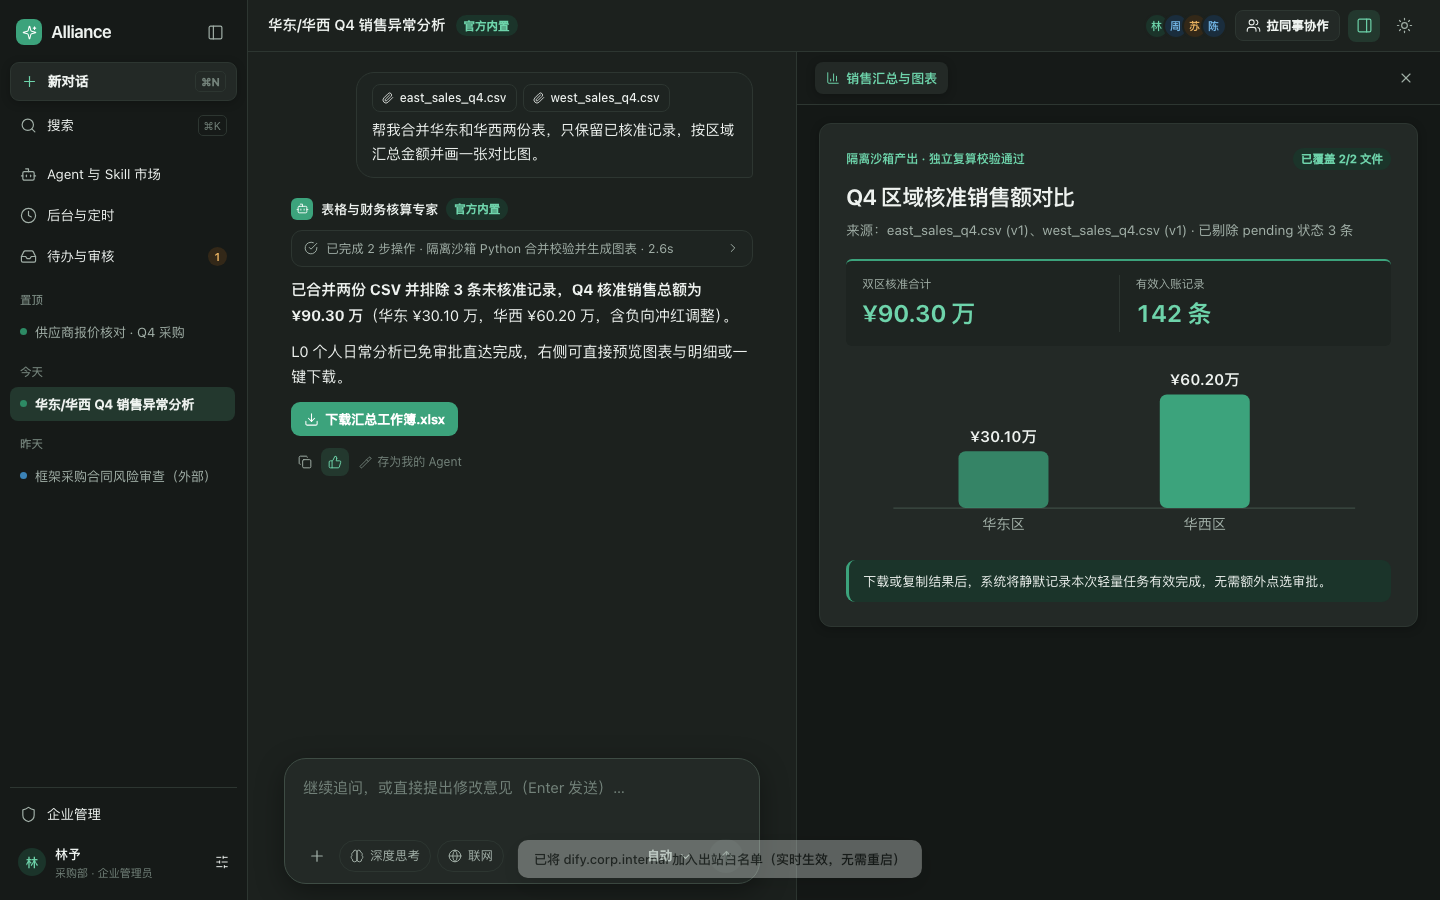 Alliance
新对话
⌘N
搜索
⌘K
Agent 与 Skill 市场
后台与定时
待办与审核
1
置顶
供应商报价核对 · Q4 采购
今天
华东/华西 Q4 销售异常分析
昨天
框架采购合同风险审查（外部）
企业管理
林
林予
采购部 · 企业管理员
华东/华西 Q4 销售异常分析
官方内置
林
周
苏
陈
拉同事协作
east_sales_q4.csv
west_sales_q4.csv
帮我合并华东和华西两份表，只保留已核准记录，按区域
汇总金额并画一张对比图。
表格与财务核算专家
官方内置
已完成 2 步操作 · 隔离沙箱 Python 合并校验并生成图表 · 2.6s
已合并两份 CSV 并排除 3 条未核准记录，Q4 核准销售总额为
¥90.30 万（华东 ¥30.10 万，华西 ¥60.20 万，含负向冲红调整）。
L0 个人日常分析已免审批直达完成，右侧可直接预览图表与明细或一
键下载。
下载汇总工作簿.xlsx
存为我的 Agent
继续追问，或直接提出修改意见（Enter 发送）...
深度思考
联网
自动
已将 dify.corp.internal 加入出站白名单（实时生效，无需重启）
销售汇总与图表
隔离沙箱产出 · 独立复算校验通过
已覆盖 2/2 文件
Q4 区域核准销售额对比
来源：east_sales_q4.csv (v1)、west_sales_q4.csv (v1) · 已剔除 pending 状态 3 条
双区核准合计
¥90.30 万
有效入账记录
142 条
¥30.10万
¥60.20万
华东区
华西区
下载或复制结果后，系统将静默记录本次轻量任务有效完成，无需额外点选审批。